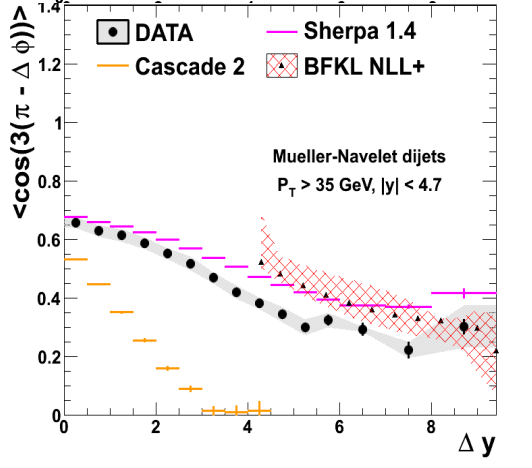 <cos(3(π - Δ φ))>
1.4
1.2
1
0.8
0.6
0.4
0.2
0
DATA
Sherpa 1.4
Cascade 2
BFKL NLL+
Mueller-Navelet dijets
P_T > 35 GeV, |y| < 4.7
0 2 4 6 8
Δ y